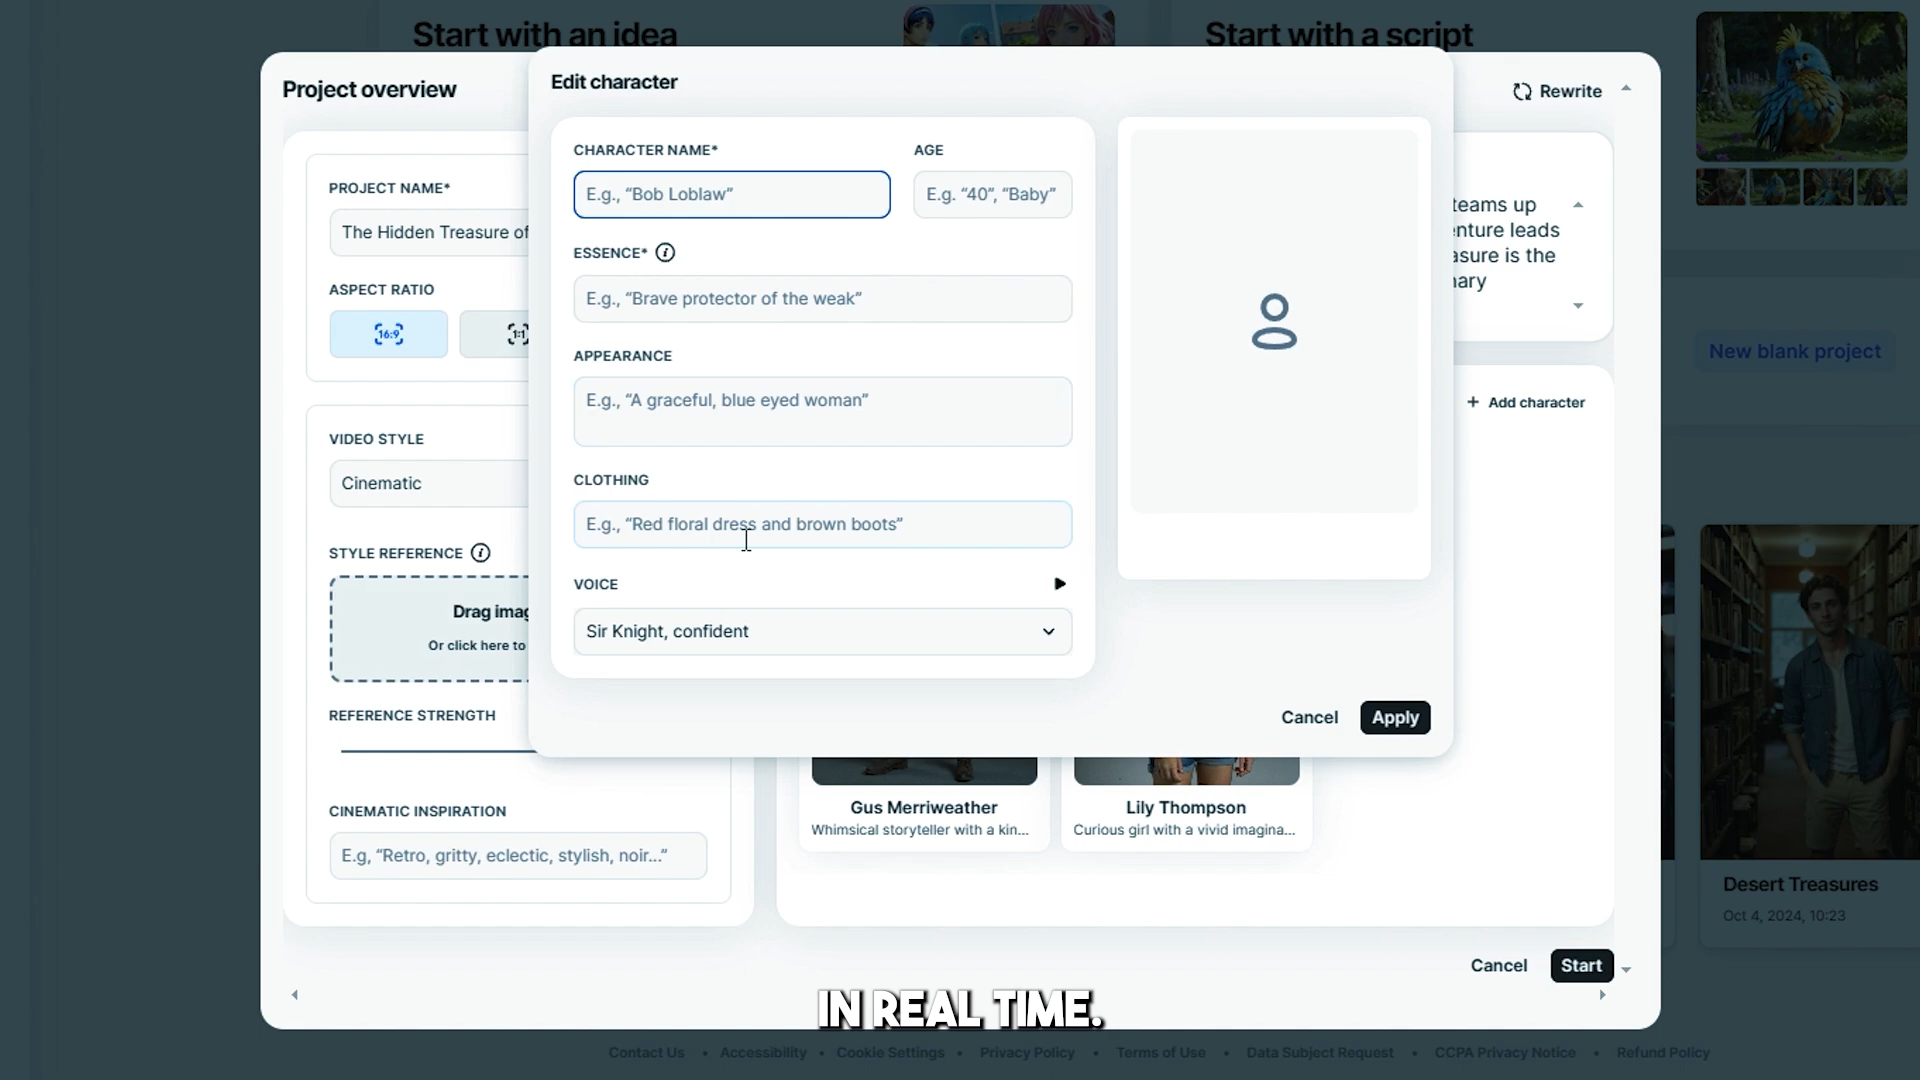 Start with an idea
Start with a script
Project overview
Edit character
Rewrite
CHARACTER NAME*
AGE
E.g., “Bob Loblaw”
E.g. “40”, “Baby”
PROJECT NAME*
The Hidden Treasure of
ESSENCE*
E.g., “Brave protector of the weak”
ASPECT RATIO
16:9
1:1
APPEARANCE
E.g., “A graceful, blue eyed woman”
teams up
enture leads
asure is the
nary
New blank project
Add character
VIDEO STYLE
Cinematic
CLOTHING
E.g., “Red floral dress and brown boots”
STYLE REFERENCE
Drag imag
Or click here to
VOICE
Sir Knight, confident
REFERENCE STRENGTH
Cancel
Apply
CINEMATIC INSPIRATION
E.g, “Retro, gritty, eclectic, stylish, noir...”
Gus Merriweather
Whimsical storyteller with a kin...
Lily Thompson
Curious girl with a vivid imagina...
Desert Treasures
Oct 4, 2024, 10:23
Cancel
Start
IN REAL TIME.
Contact Us • Accessibility • Cookie Settings • Privacy Policy • Terms of Use • Data Subject Request • CCPA Privacy Notice • Refund Policy